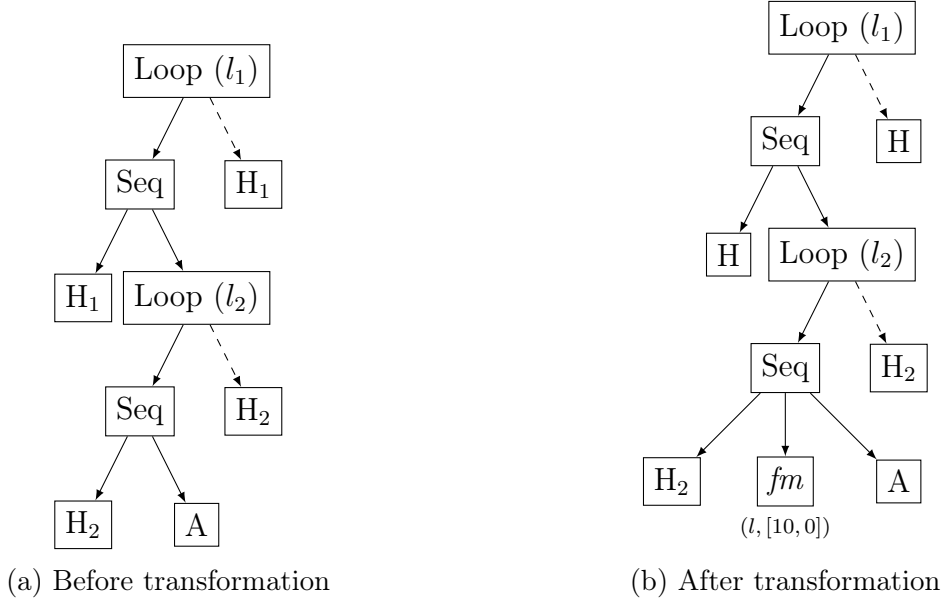 Loop (l₁)
Seq
H₁
H₁
Loop (l₂)
Seq
H₂
H₂
A
(a) Before transformation
Loop (l₁)
Seq
H
H
Loop (l₂)
Seq
H₂
H₂
fm
A
(l, [10, 0])
(b) After transformation